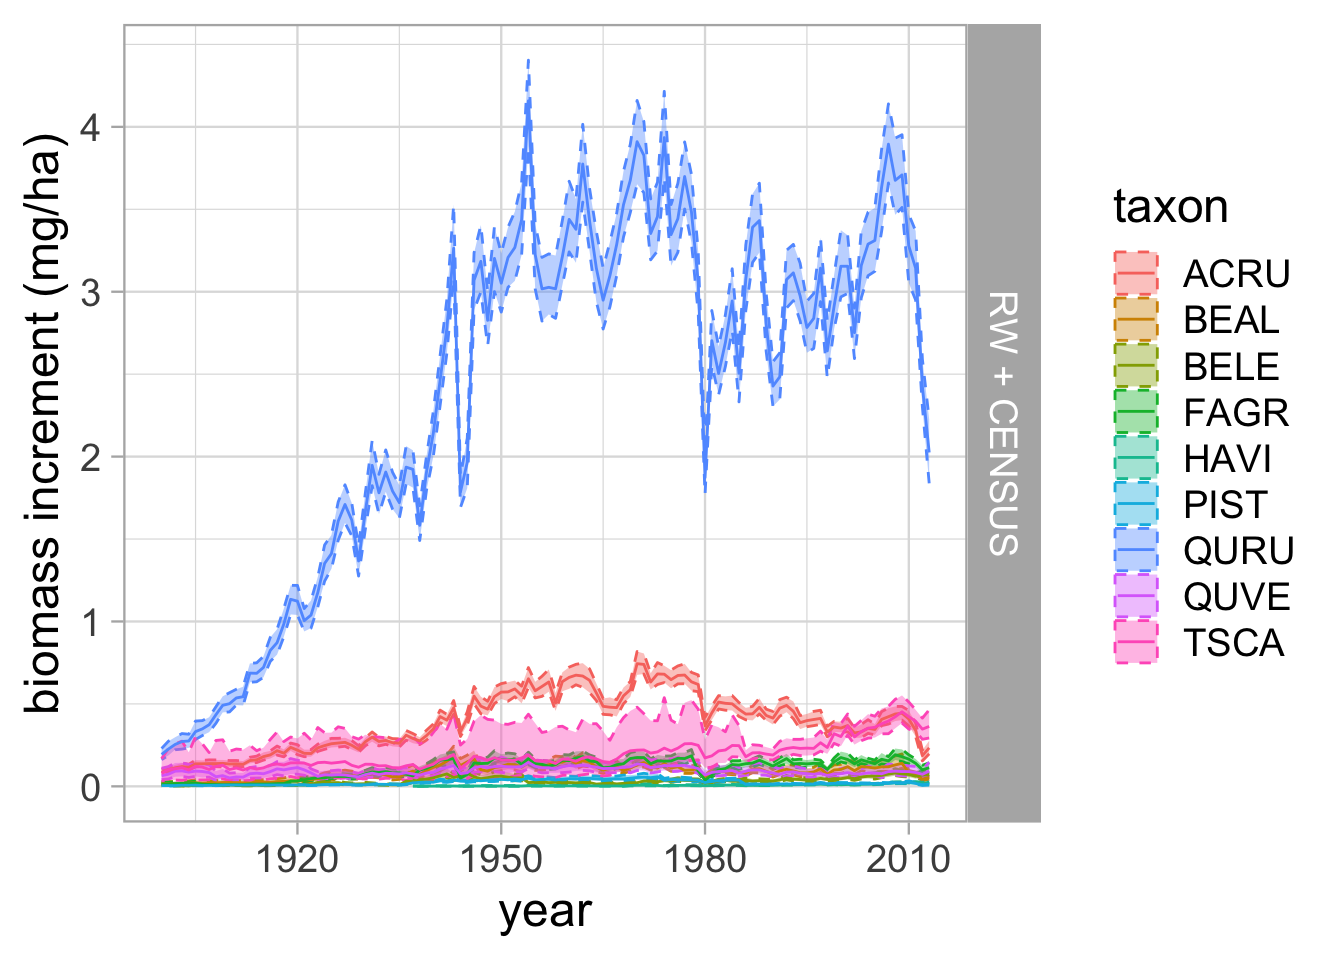 biomass increment (mg/ha)
4
3
2
1
0
1920
1950
1980
2010
year
RW + CENSUS
taxon
ACRU
BEAL
BELE
FAGR
HAVI
PIST
QURU
QUVE
TSCA